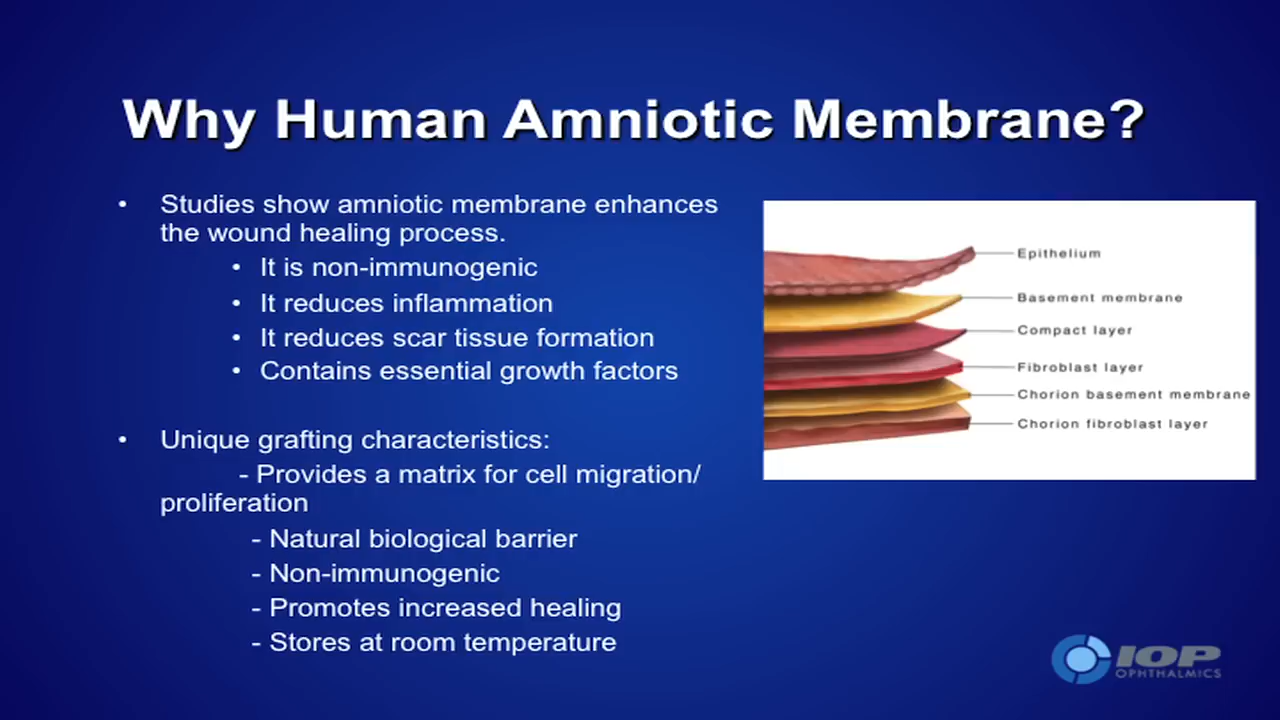 Why Human Amniotic Membrane?
• Studies show amniotic membrane enhances
the wound healing process.
• It is non-immunogenic
• It reduces inflammation
• It reduces scar tissue formation
• Contains essential growth factors
• Unique grafting characteristics:
- Provides a matrix for cell migration/
proliferation
- Natural biological barrier
- Non-immunogenic
- Promotes increased healing
- Stores at room temperature
Epithelium
Basement membrane
Compact layer
Fibroblast layer
Chorion basement membrane
Chorion fibroblast layer
IOP
OPHTHALMICS